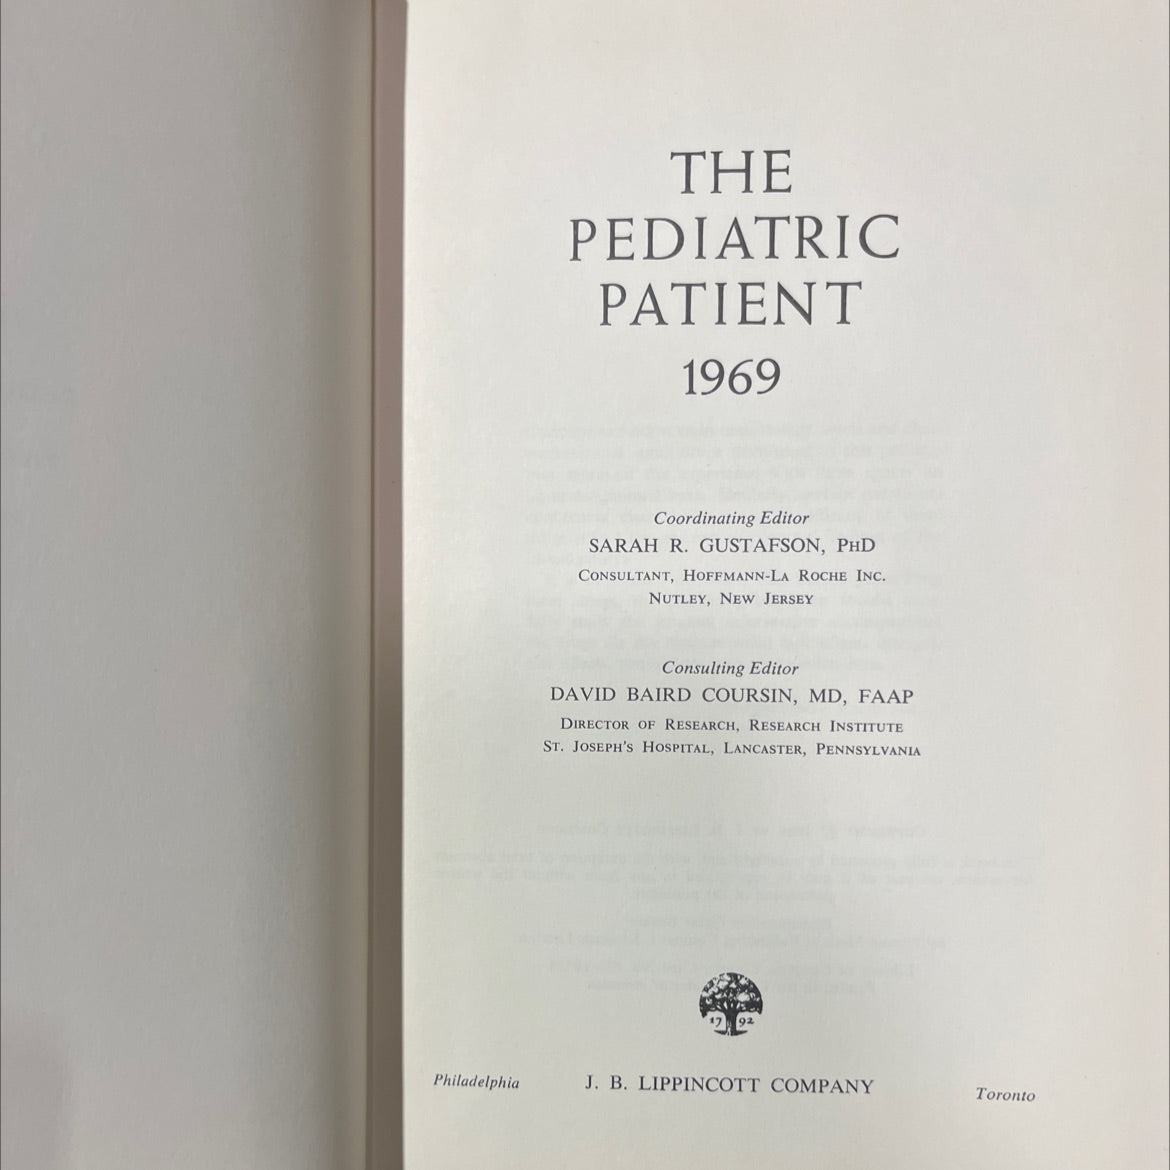 THE
PEDIATRIC
PATIENT
1969
Coordinating Editor
SARAH R. GUSTAFSON, PHD
CONSULTANT, HOFFMANN-LA ROCHE INC.
NUTLEY, NEW JERSEY
Consulting Editor
DAVID BAIRD COURSIN, MD, FAAP
DIRECTOR OF RESEARCH, RESEARCH INSTITUTE
ST. JOSEPH'S HOSPITAL, LANCASTER, PENNSYLVANIA
17 92
Philadelphia J. B. LIPPINCOTT COMPANY Toronto